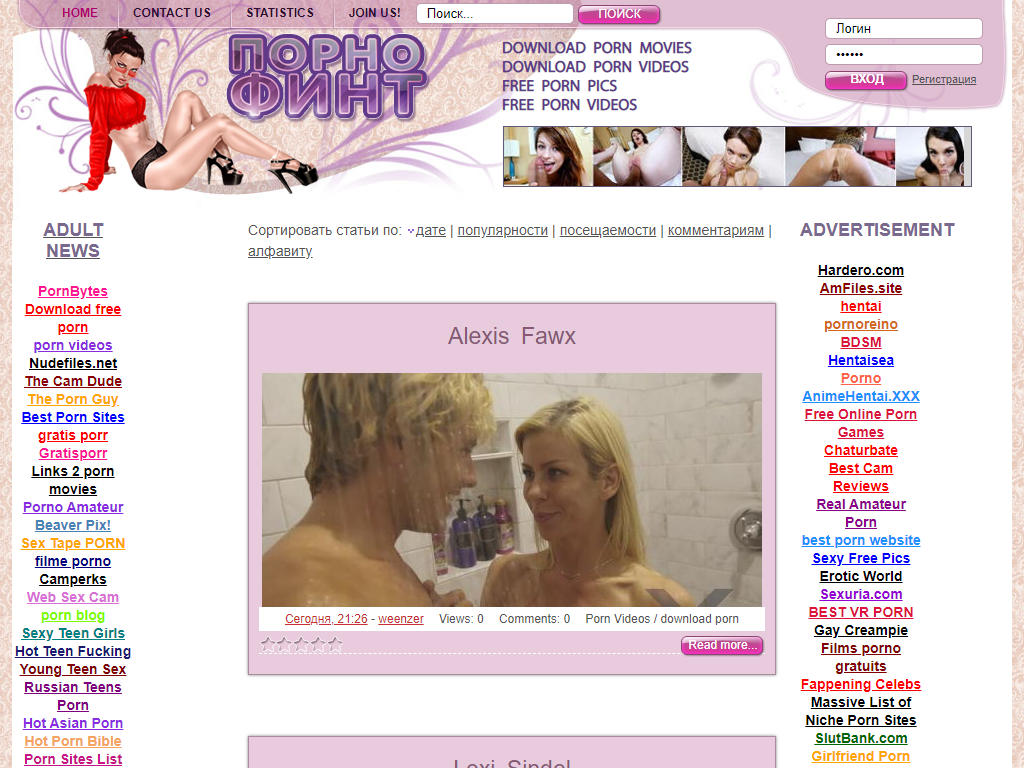 HOME
CONTACT US
STATISTICS
JOIN US!
Поиск...
ПОИСК
ПОРНО
ФИНТ
DOWNLOAD PORN MOVIES
DOWNLOAD PORN VIDEOS
FREE PORN PICS
FREE PORN VIDEOS
Логин
••••••
ВХОД
Регистрация
ADULT
NEWS
PornBytes
Download free
porn
porn videos
Nudefiles.net
The Cam Dude
The Porn Guy
Best Porn Sites
gratis porr
Gratisporr
Links 2 porn
movies
Porno Amateur
Beaver Pix!
Sex Tape PORN
filme porno
Camperks
Web Sex Cam
porn blog
Sexy Teen Girls
Hot Teen Fucking
Young Teen Sex
Russian Teens
Porn
Hot Asian Porn
Hot Porn Bible
Porn Sites List
Сортировать статьи по: дате | популярности | посещаемости | комментариям |
алфавиту
Alexis Fawx
Сегодня, 21:26 - weenzer Views: 0 Comments: 0 Porn Videos / download porn
Read more...
Lexi Sindel
ADVERTISEMENT
Hardero.com
AmFiles.site
hentai
pornoreino
BDSM
Hentaisea
Porno
AnimeHentai.XXX
Free Online Porn
Games
Chaturbate
Best Cam
Reviews
Real Amateur
Porn
best porn website
Sexy Free Pics
Erotic World
Sexuria.com
BEST VR PORN
Gay Creampie
Films porno
gratuits
Fappening Celebs
Massive List of
Niche Porn Sites
SlutBank.com
Girlfriend Porn